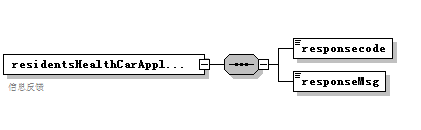 residentsHealthCarAppl...
信息反馈
responsecode
responseMsg